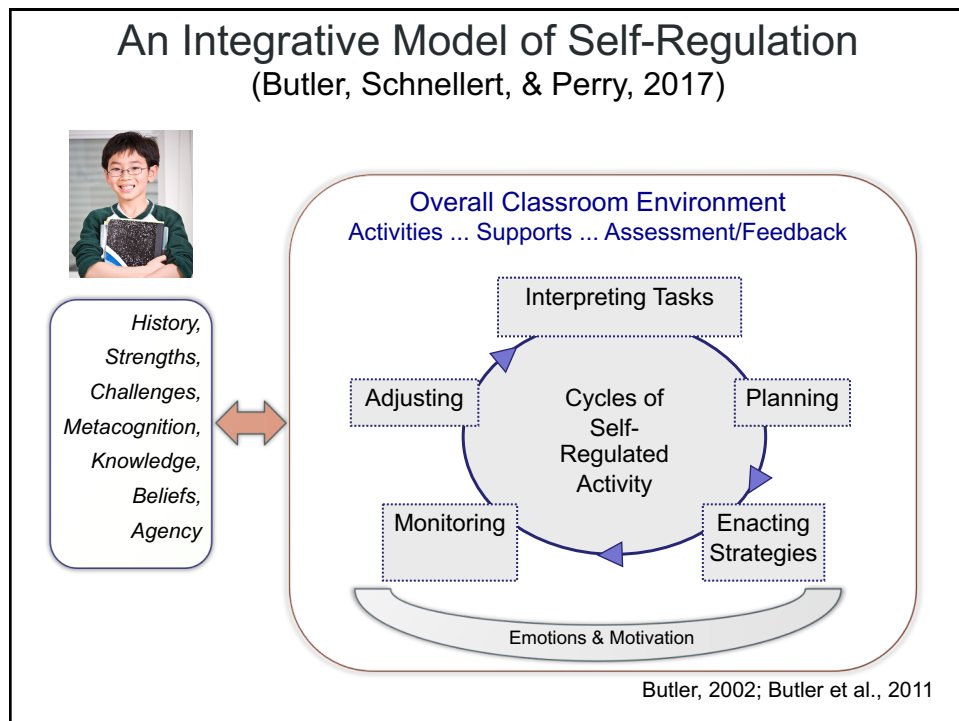 An Integrative Model of Self-Regulation
(Butler, Schnellert, & Perry, 2017)
History,
Strengths,
Challenges,
Metacognition,
Knowledge,
Beliefs,
Agency
Overall Classroom Environment
Activities ... Supports ... Assessment/Feedback
Interpreting Tasks
Adjusting
Cycles of
Self-
Regulated
Activity
Planning
Monitoring
Enacting
Strategies
Emotions & Motivation
Butler, 2002; Butler et al., 2011